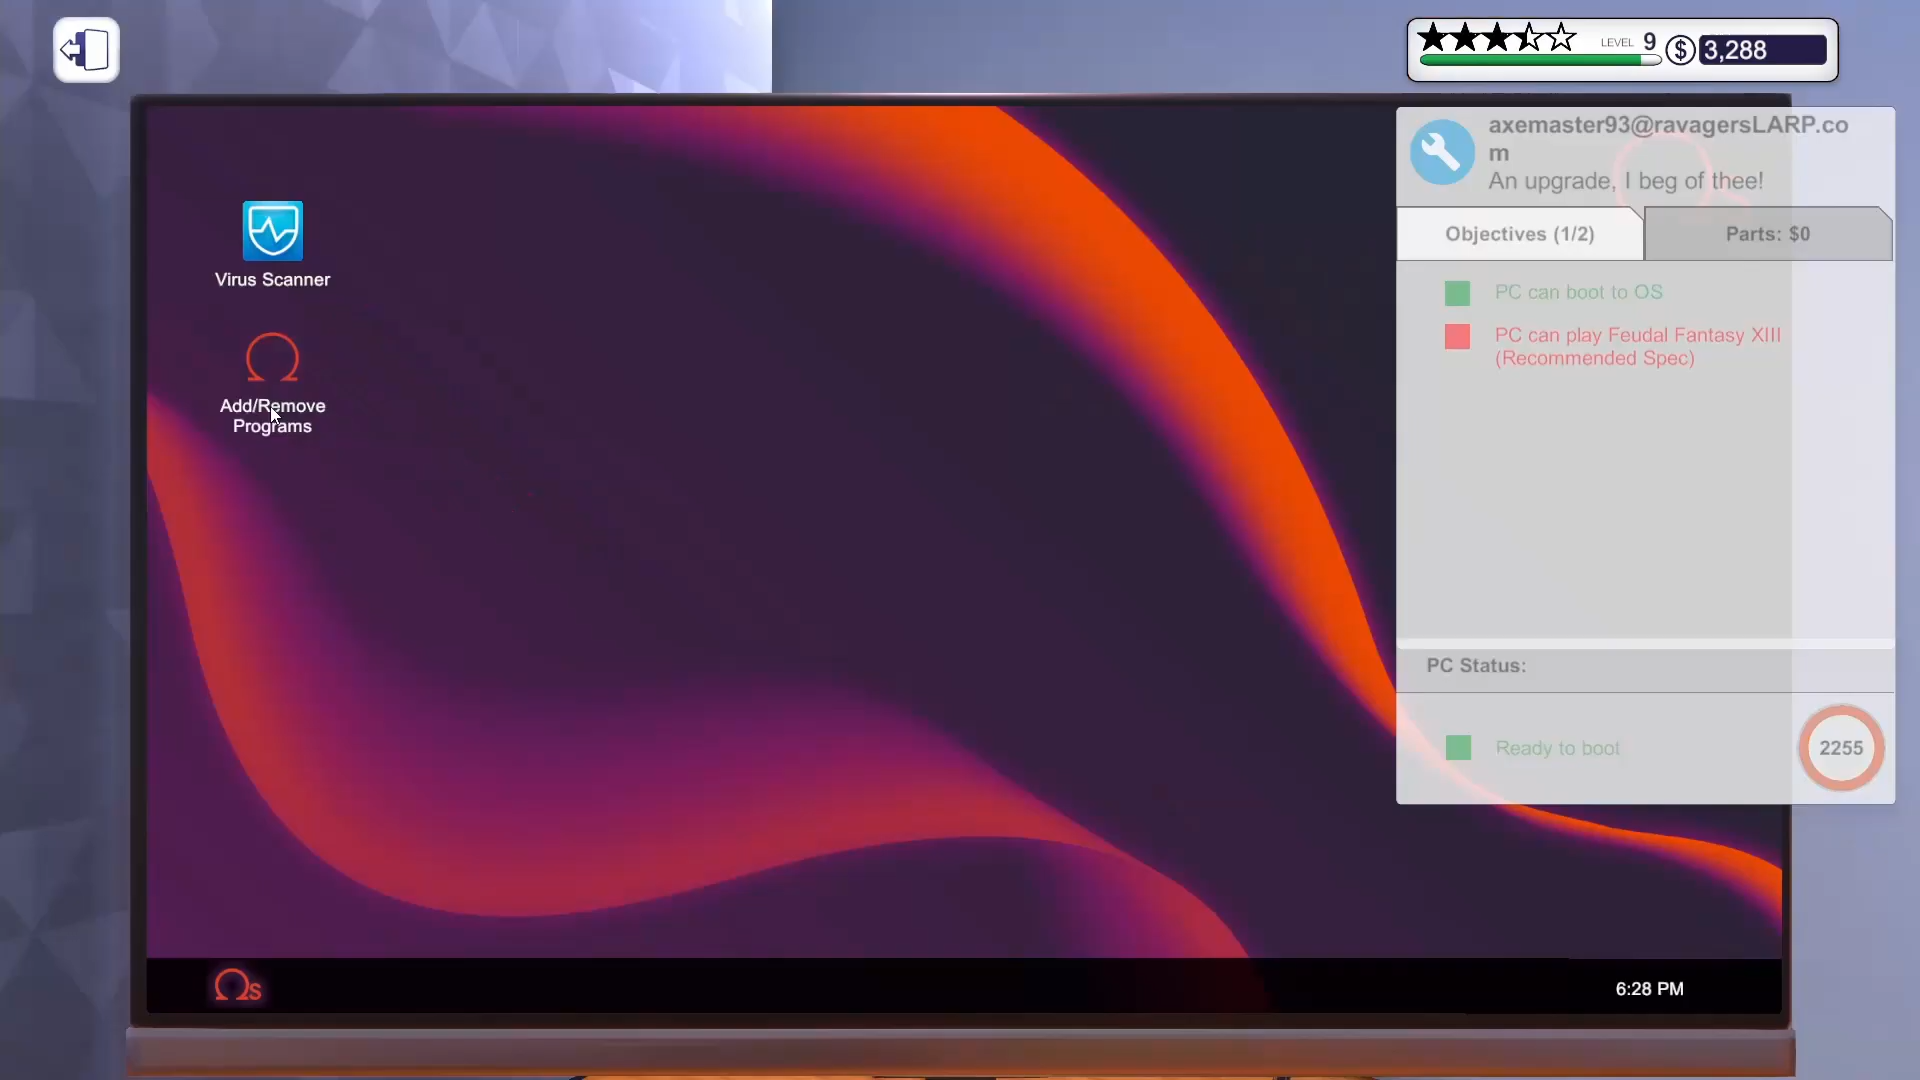 LEVEL 9 $ 3,288
axemaster93@ravagersLARP.co
m
An upgrade, I beg of thee!
Objectives (1/2)
Parts: $0
PC can boot to OS
PC can play Feudal Fantasy XIII
(Recommended Spec)
PC Status:
Ready to boot
2255
Virus Scanner
Add/Remove
Programs
Ωs
6:28 PM